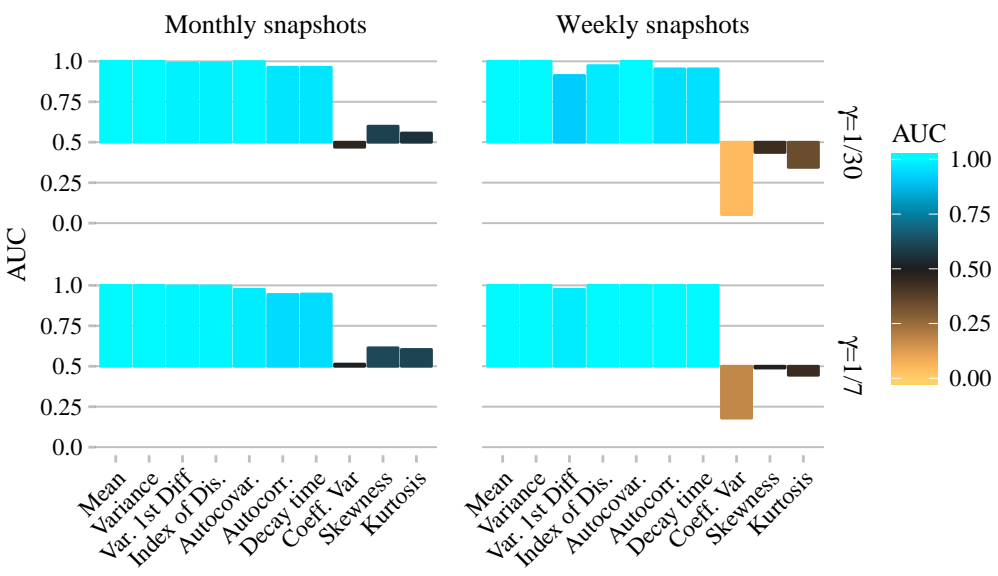 Monthly snapshots
Weekly snapshots
AUC
1.0
0.75
0.5
0.25
0.0
γ=1/30
1.0
0.75
0.5
0.25
0.0
γ=1/7
Mean
Variance
Var. 1st Diff
Index of Dis.
Autocovar.
Autocorr.
Decay time
Coeff. Var
Skewness
Kurtosis
Mean
Variance
Var. 1st Diff
Index of Dis.
Autocovar.
Autocorr.
Decay time
Coeff. Var
Skewness
Kurtosis
AUC
1.00
0.75
0.50
0.25
0.00